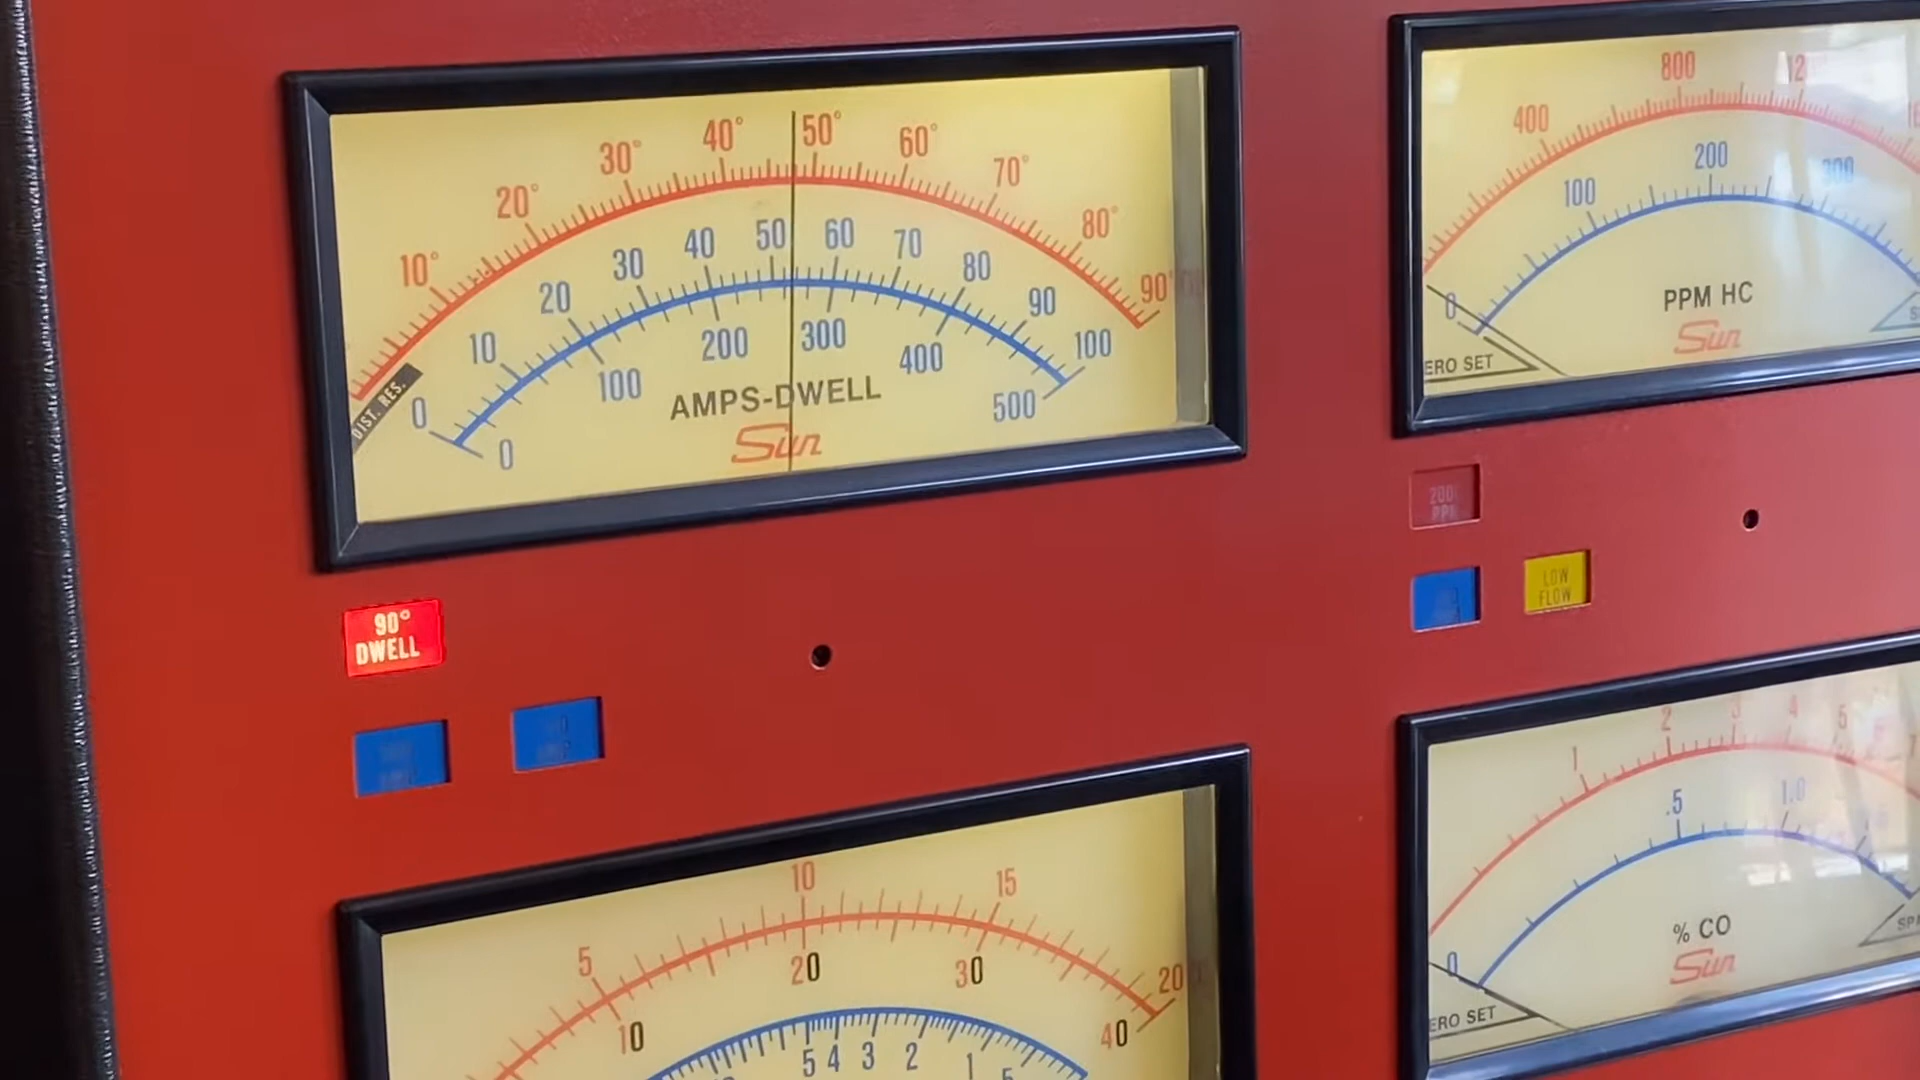 10° 20° 30° 40° 50° 60° 70° 80° 90°
0 10 20 30 40 50 60 70 80 90 100
0 100 200 300 400 500
DIST. RES.
AMPS-DWELL
Sun
90°
DWELL
400 800
0 100 200 300
PPM HC
Sun
ERO SET
LOW
FLOW
5 10 15 20
10 20 30 40
5 4 3 2 1
1 2 3 4 5
0 .5 1.0
% CO
Sun
ERO SET